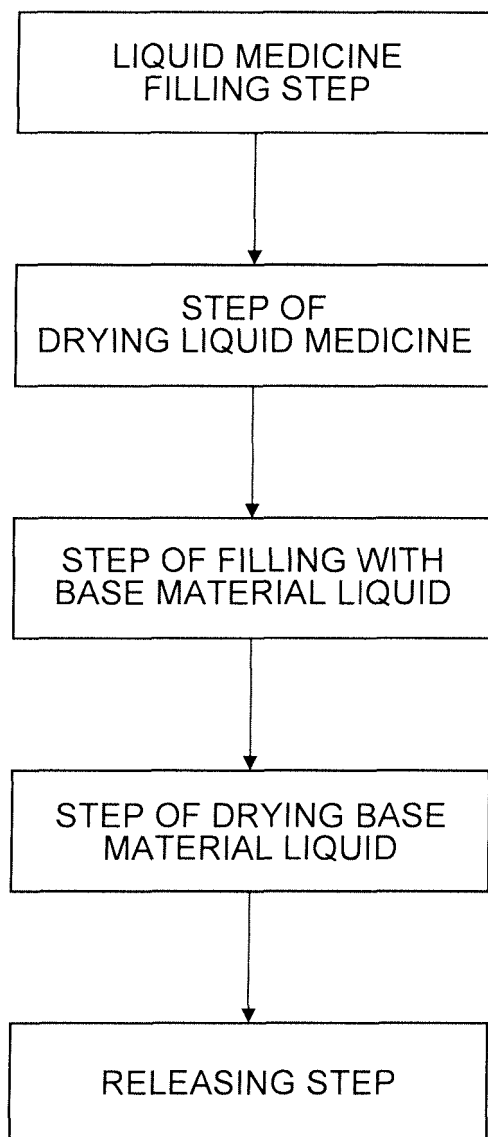 LIQUID MEDICINE
FILLING STEP
STEP OF
DRYING LIQUID MEDICINE
STEP OF FILLING WITH
BASE MATERIAL LIQUID
STEP OF DRYING BASE
MATERIAL LIQUID
RELEASING STEP